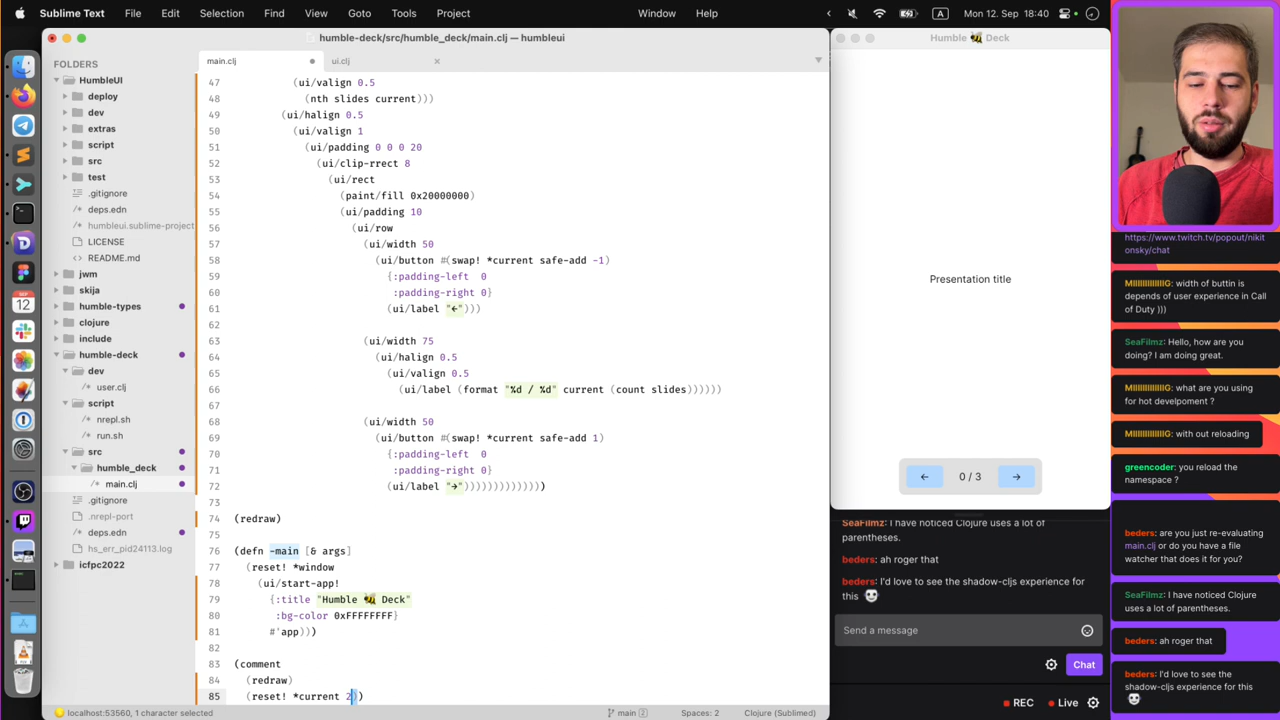 Sublime Text File Edit Selection Find View Goto Tools Project Window Help
A Mon 12. Sep 18:40
humble-deck/src/humble_deck/main.clj — humbleui
FOLDERS
HumbleUI
deploy
dev
extras
script
src
test
.gitignore
deps.edn
humbleui.sublime-project
LICENSE
README.md
jwm
skija
humble-types
clojure
include
humble-deck
dev
user.clj
script
nrepl.sh
run.sh
src
humble_deck
main.clj
.gitignore
.nrepl-port
deps.edn
hs_err_pid24113.log
icfpc2022
SEP
12
main.clj ui.clj
47 (ui/valign 0.5
48 (nth slides current)))
49 (ui/halign 0.5
50 (ui/valign 1
51 (ui/padding 0 0 0 20
52 (ui/clip-rrect 8
53 (ui/rect
54 (paint/fill 0x20000000)
55 (ui/padding 10
56 (ui/row
57 (ui/width 50
58 (ui/button #(swap! *current safe-add -1)
59 {:padding-left 0
60 :padding-right 0}
61 (ui/label "←")))
62
63 (ui/width 75
64 (ui/halign 0.5
65 (ui/valign 0.5
66 (ui/label (format "%d / %d" current (count slides))))))
67
68 (ui/width 50
69 (ui/button #(swap! *current safe-add 1)
70 {:padding-left 0
71 :padding-right 0}
72 (ui/label "→")))))))))))))
73
74 (redraw)
75
76 (defn -main [& args]
77 (reset! *window
78 (ui/start-app!
79 {:title "Humble 🐝 Deck"
80 :bg-color 0xFFFFFFFF}
81 #'app)))
82
83 (comment
84 (redraw)
85 (reset! *current 2))
localhost:53560, 1 character selected
main 2
Spaces: 2
Clojure (Sublimed)
Humble 🐝 Deck
Presentation title
← 0 / 3 →
SeaFilmz: I have noticed Clojure uses a lot of
parentheses.
beders: ah roger that
beders: I'd love to see the shadow-cljs experience for
this
Send a message
Chat
REC Live
https://www.twitch.tv/popout/nikit
onsky/chat
MIIIIIIIIIIIG: width of buttin is
depends of user experience in Call
of Duty )))
SeaFilmz: Hello, how are you
doing? I am doing great.
MIIIIIIIIIIIG: what are you using
for hot develpoment ?
MIIIIIIIIIIIG: with out reloading
greencoder: you reload the
namespace ?
beders: are you just re-evaluating
main.clj or do you have a file
watcher that does it for you?
SeaFilmz: I have noticed Clojure
uses a lot of parentheses.
beders: ah roger that
beders: I'd love to see the
shadow-cljs experience for this